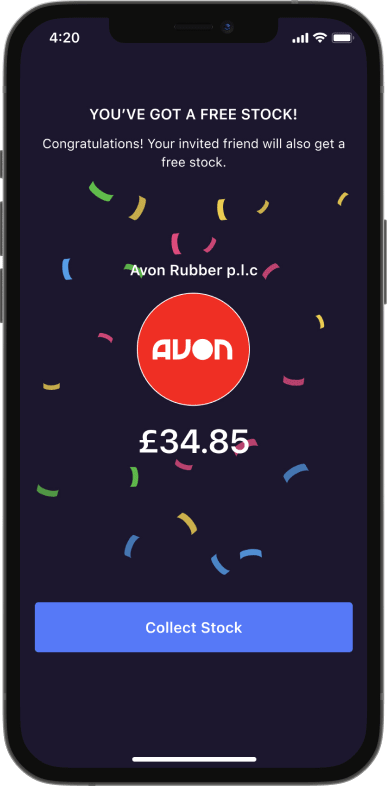 4:20
YOU’VE GOT A FREE STOCK!
Congratulations! Your invited friend will also get a
free stock.
Avon Rubber p.l.c
AVON
£34.85
Collect Stock